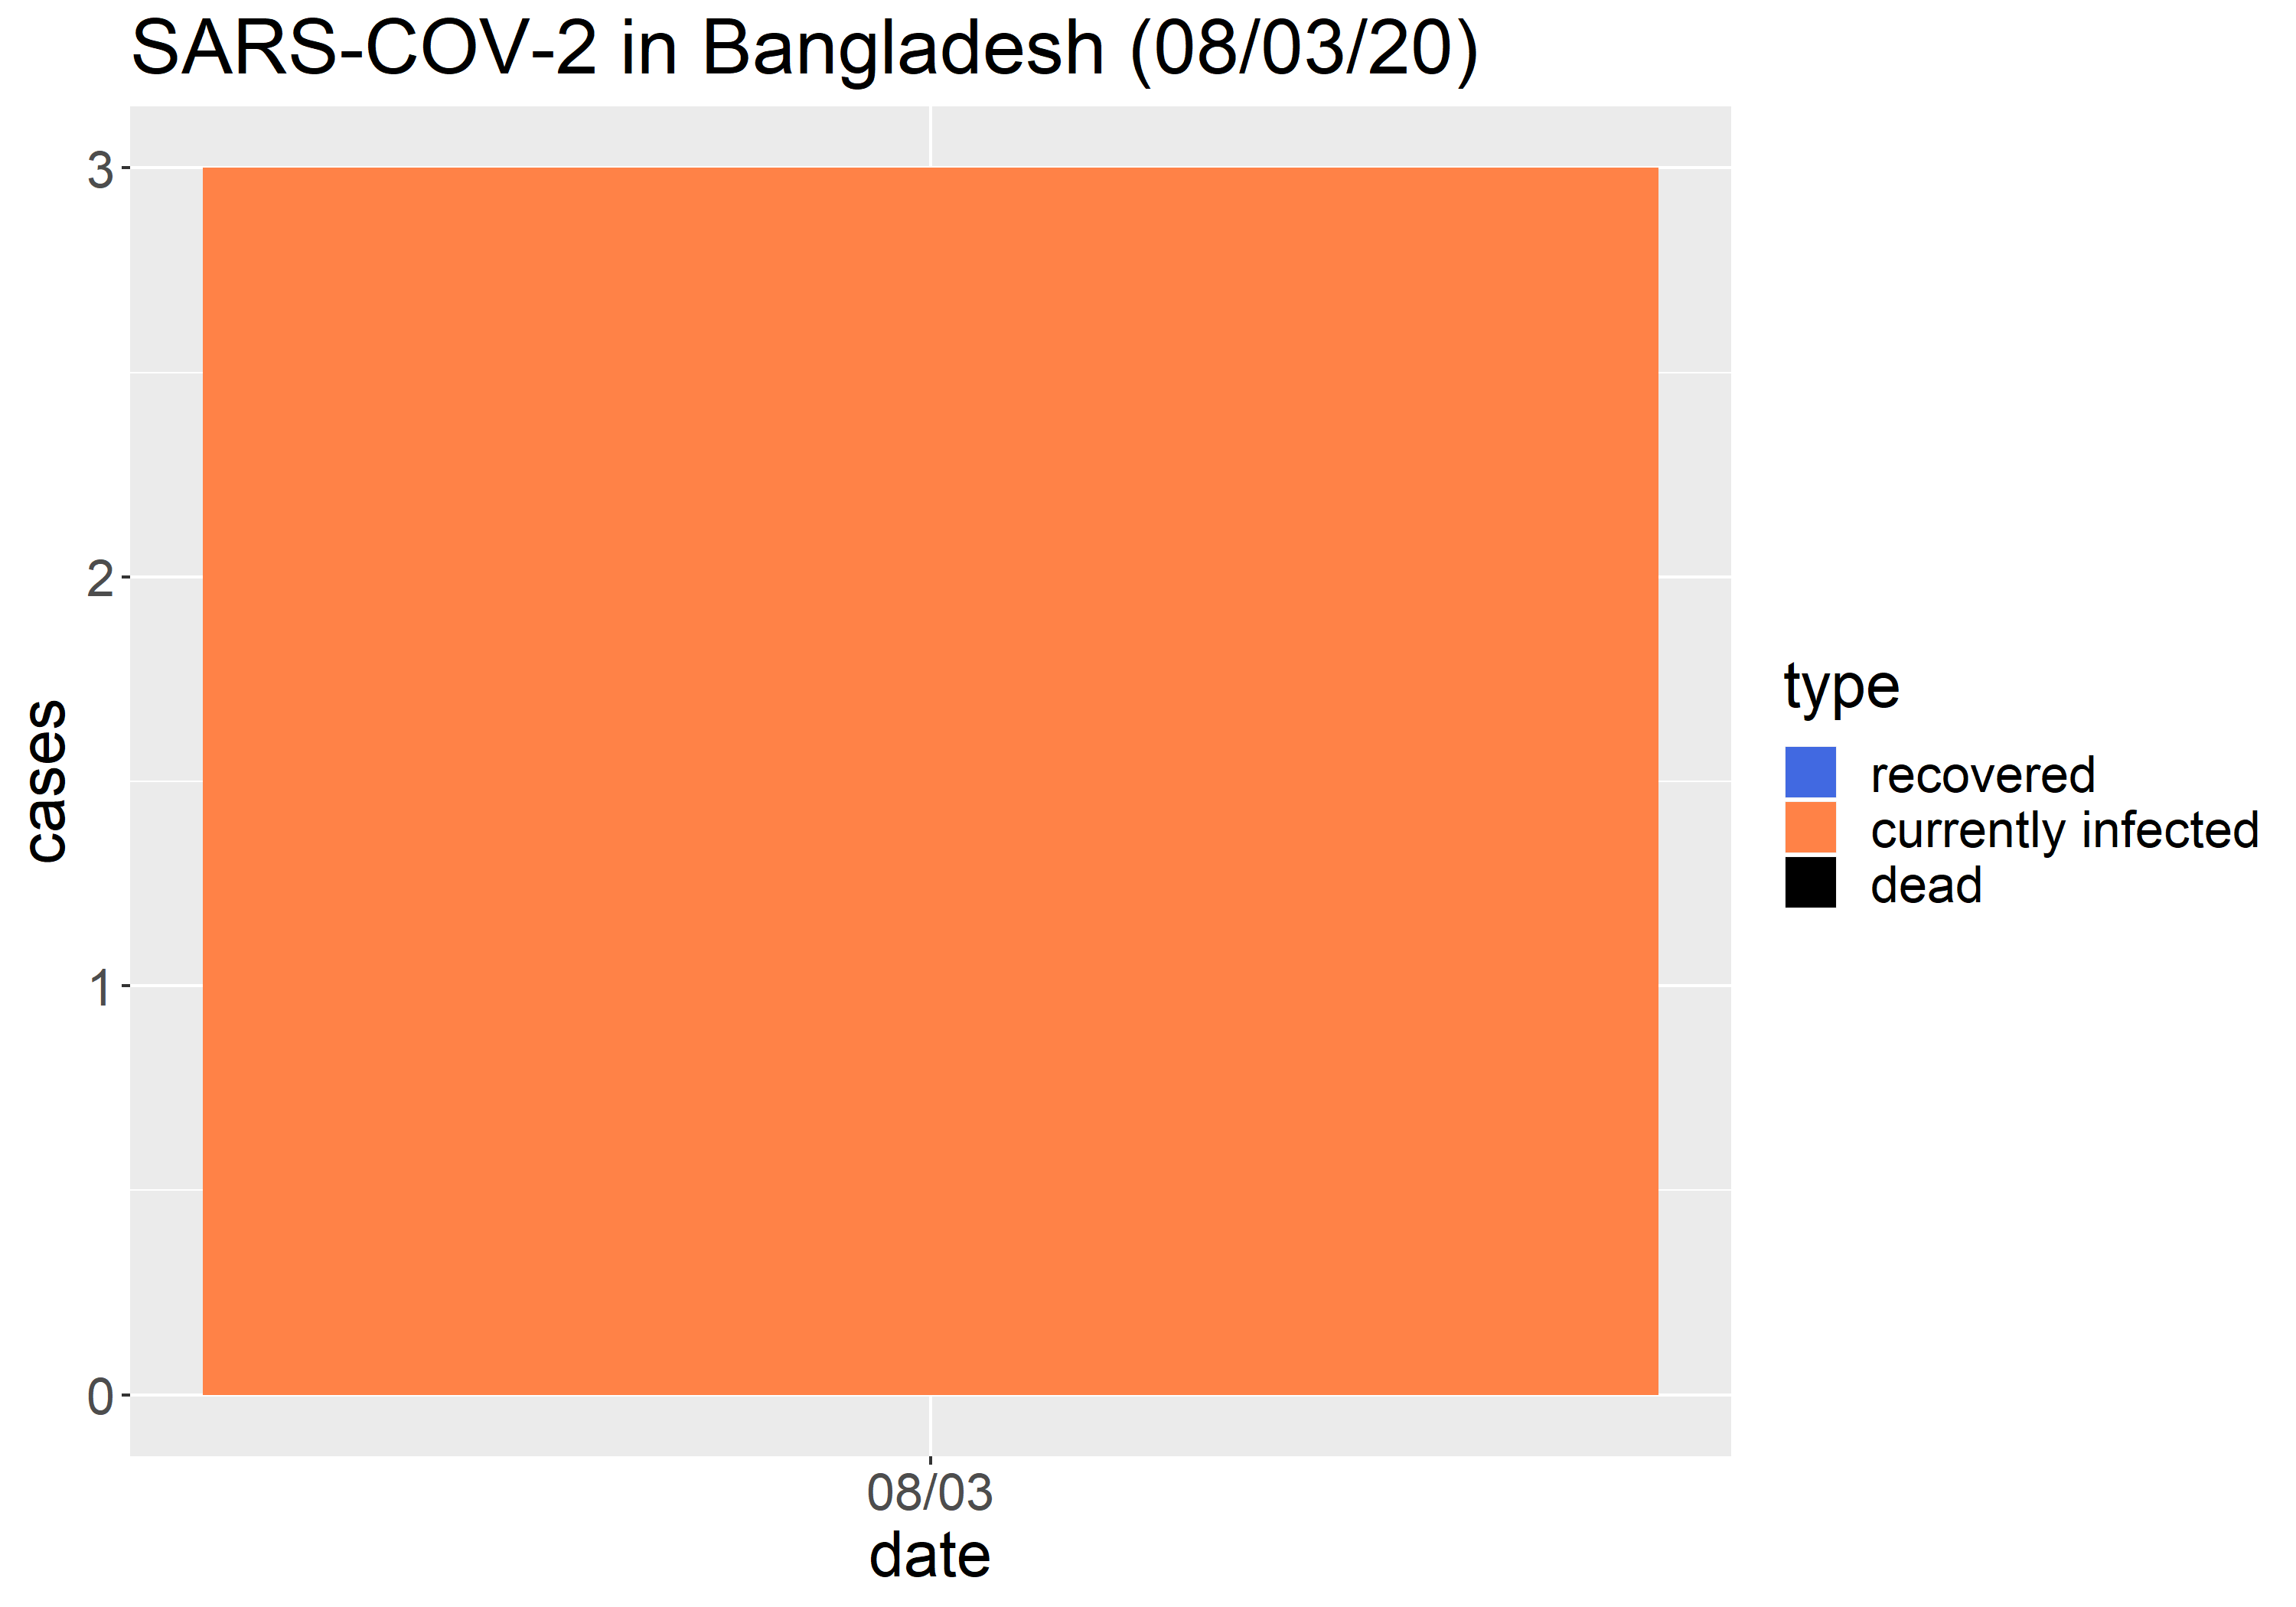 SARS-COV-2 in Bangladesh (08/03/20)
3
2
1
0
cases
08/03
date
type
recovered
currently infected
dead